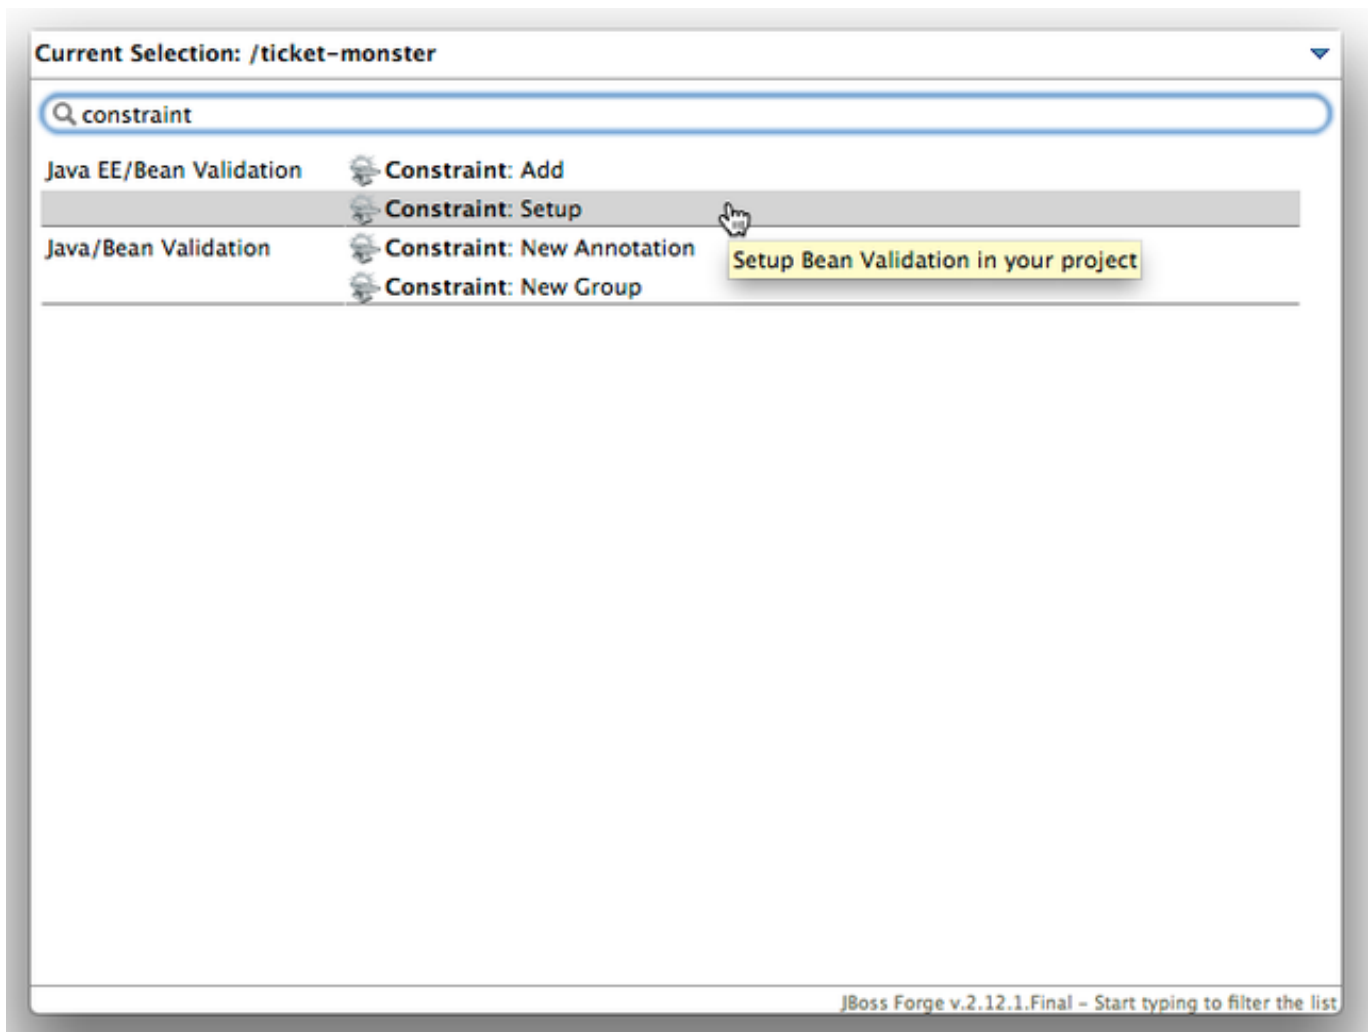 Current Selection: /ticket-monster
constraint
Java EE/Bean Validation Constraint: Add
Constraint: Setup
Java/Bean Validation Constraint: New Annotation
Setup Bean Validation in your project
Constraint: New Group
JBoss Forge v.2.12.1.Final - Start typing to filter the list